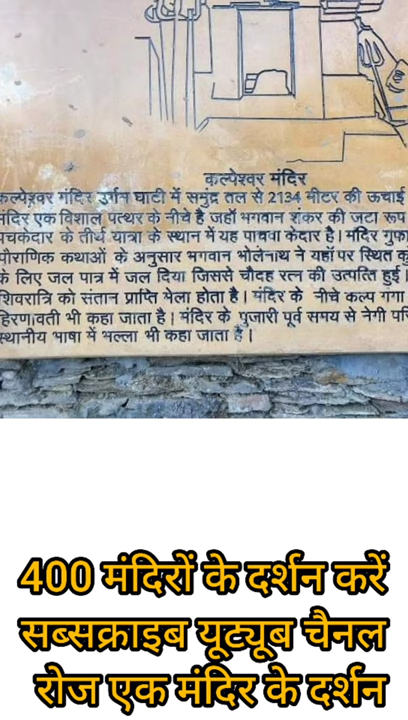 कल्पेश्वर मंदिर
कल्पेश्वर मंदिर उर्गम घाटी में समुंद्र तल से 2134 मीटर की ऊचाई
मंदिर एक विशाल पत्थर के नीचे है जहाँ भगवान शंकर की जटा रूप
पंचकेदार के तीर्थ यात्रा के स्थान में यह पाचवा केदार है। मंदिर गुफा
पौराणिक कथाओं के अनुसार भगवान भोलेनाथ ने यहाँ पर स्थित
के लिए जल पात्र में जल दिया जिससे चौदह रत्न की उत्पत्ति हुई।
शिवरात्रि को संतान प्राप्ति मेला होता है। मंदिर के नीचे कल्प गंगा
हिरणावती भी कहा जाता है। मंदिर के पुजारी पूर्व समय से नेगी
स्थानीय भाषा में भल्ला भी कहा जाता है।
400 मंदिरों के दर्शन करें
सब्सक्राइब यूट्यूब चैनल
रोज एक मंदिर के दर्शन